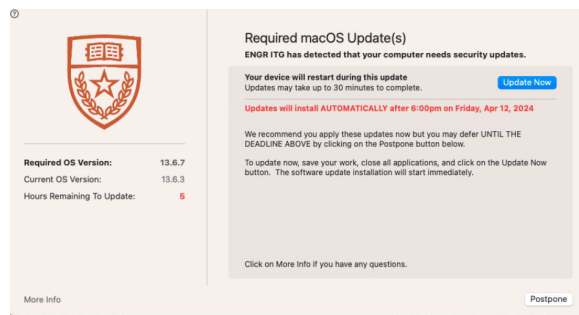 Required macOS Update(s)
ENGR ITG has detected that your computer needs security updates.
Your device will restart during this update
Updates may take up to 30 minutes to complete.
Update Now
Updates will install AUTOMATICALLY after 6:00pm on Friday, Apr 12, 2024
We recommend you apply these updates now but you may defer UNTIL THE
DEADLINE ABOVE by clicking on the Postpone button below.
To update now, save your work, close all applications, and click on the Update Now
button. The software update installation will start immediately.
Click on More Info if you have any questions.
Required OS Version: 13.6.7
Current OS Version: 13.6.3
Hours Remaining To Update: 5
More Info
Postpone